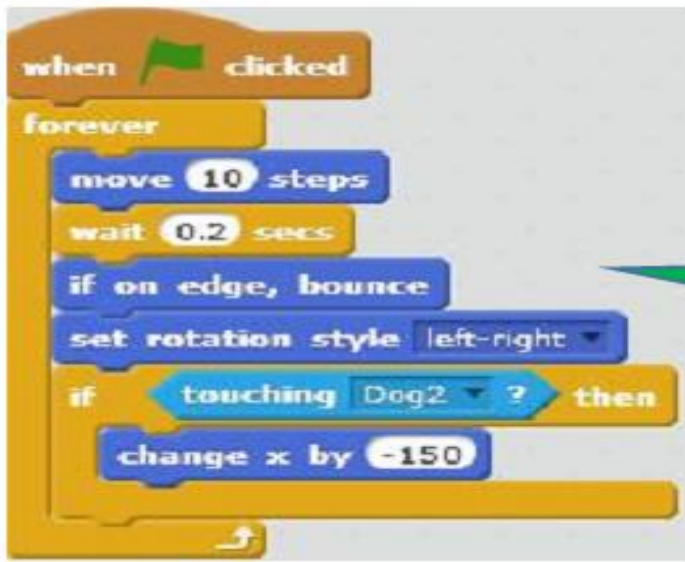 when clicked
forever
move 10 steps
wait 0.2 secs
if on edge, bounce
set rotation style left-right
if touching Dog2 ? then
change x by -150